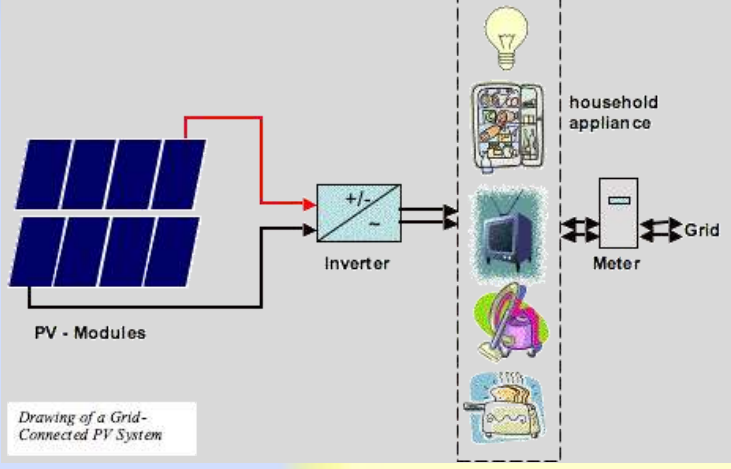 household
appliance
+/-
~
Inverter
Meter
Grid
PV - Modules
Drawing of a Grid-
Connected PV System